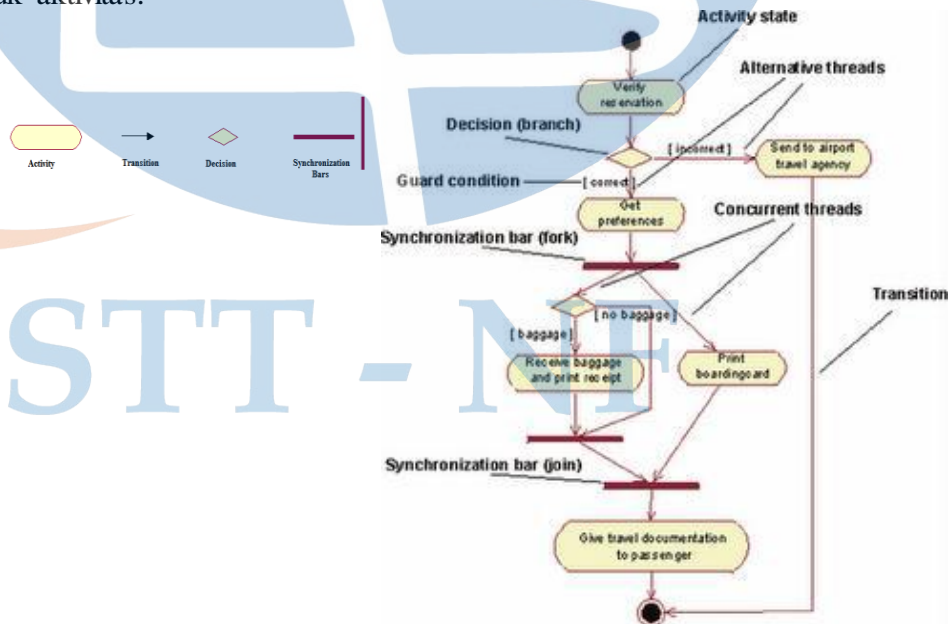 aktivitas.
Activity
Transition
Decision
Synchronization
Bars
Activity state
Alternative threads
Verify
reservation
Decision (branch)
[ incorrect ]
Send to airport
travel agency
Guard condition
[ correct ]
Get
preferences
Concurrent threads
Synchronization bar (fork)
Transition
[ no baggage ]
[ baggage ]
Receive baggage
and print receipt
Print
boardingcard
Synchronization bar (join)
Give travel documentation
to passenger
STT - NF